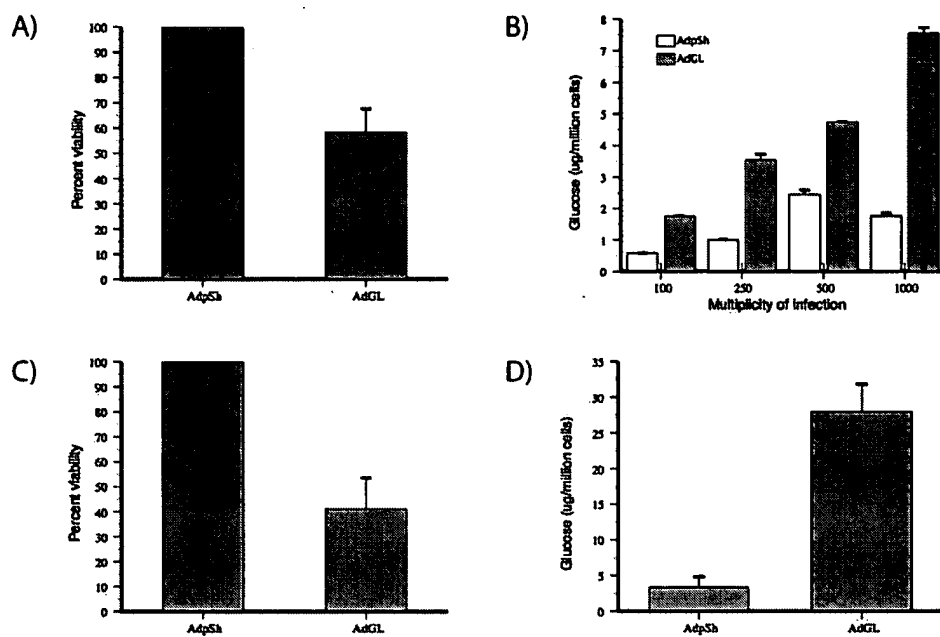 A)
Percent viability
100
90
80
70
60
50
40
30
20
10
0
AdpSh
AdGL
B)
Glucose (ug/million cells)
8
7
6
5
4
3
2
1
0
AdpSh
AdGL
100
250
500
1000
Multiplicity of infection
C)
Percent viability
100
90
80
70
60
50
40
30
20
10
0
AdpSh
AdGL
D)
Glucose (ug/million cells)
35
30
25
20
15
10
5
0
AdpSh
AdGL